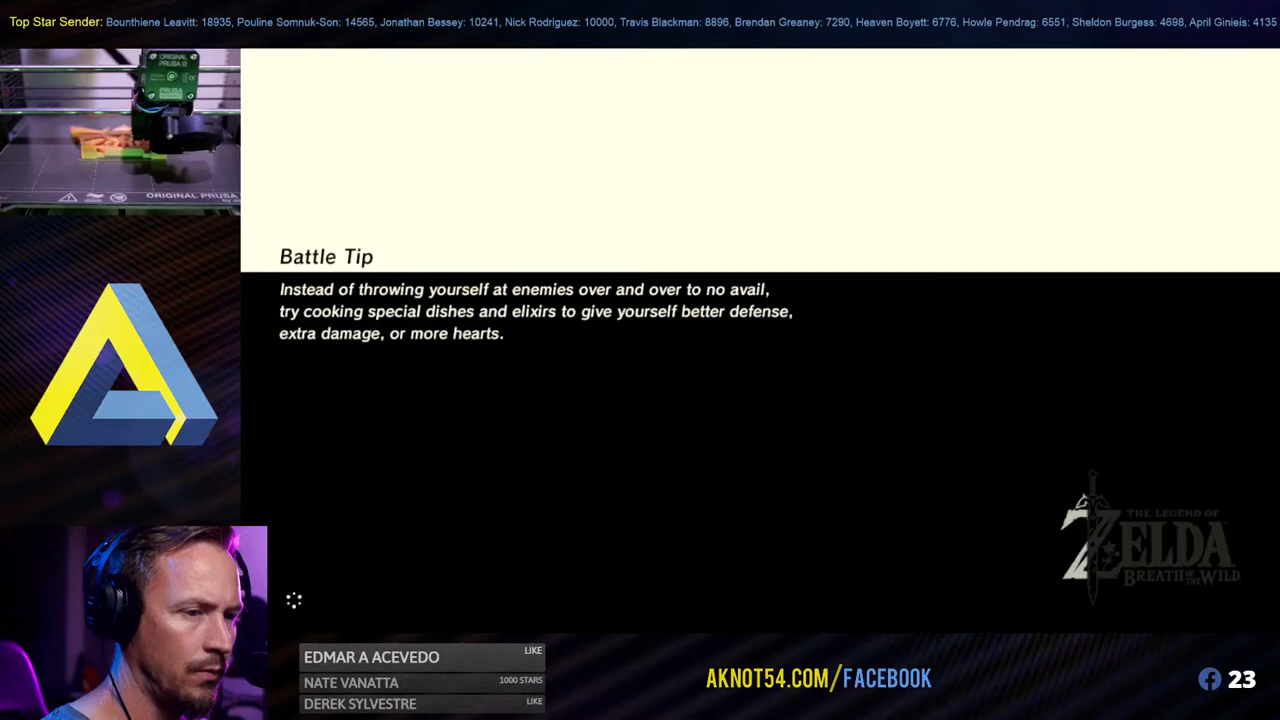 Top Star Sender: Bounthiene Leavitt: 18935, Pouline Somnuk-Son: 14565, Jonathan Bessey: 10241, Nick Rodriguez: 10000, Travis Blackman: 8896, Brendan Greaney: 7290, Heaven Boyett: 6776, Howle Pendrag: 6551, Sheldon Burgess: 4698, April Ginieis: 4135
ORIGINAL
PRUSA i3
PRUSA
ORIGINAL PRUSA
Battle Tip
Instead of throwing yourself at enemies over and over to no avail,
try cooking special dishes and elixirs to give yourself better defense,
extra damage, or more hearts.
THE LEGEND OF
ZELDA
BREATH OF THE WILD
EDMAR A ACEVEDO LIKE
NATE VANATTA 1000 STARS
DEREK SYLVESTRE LIKE
AKNOT54.COM/FACEBOOK
23